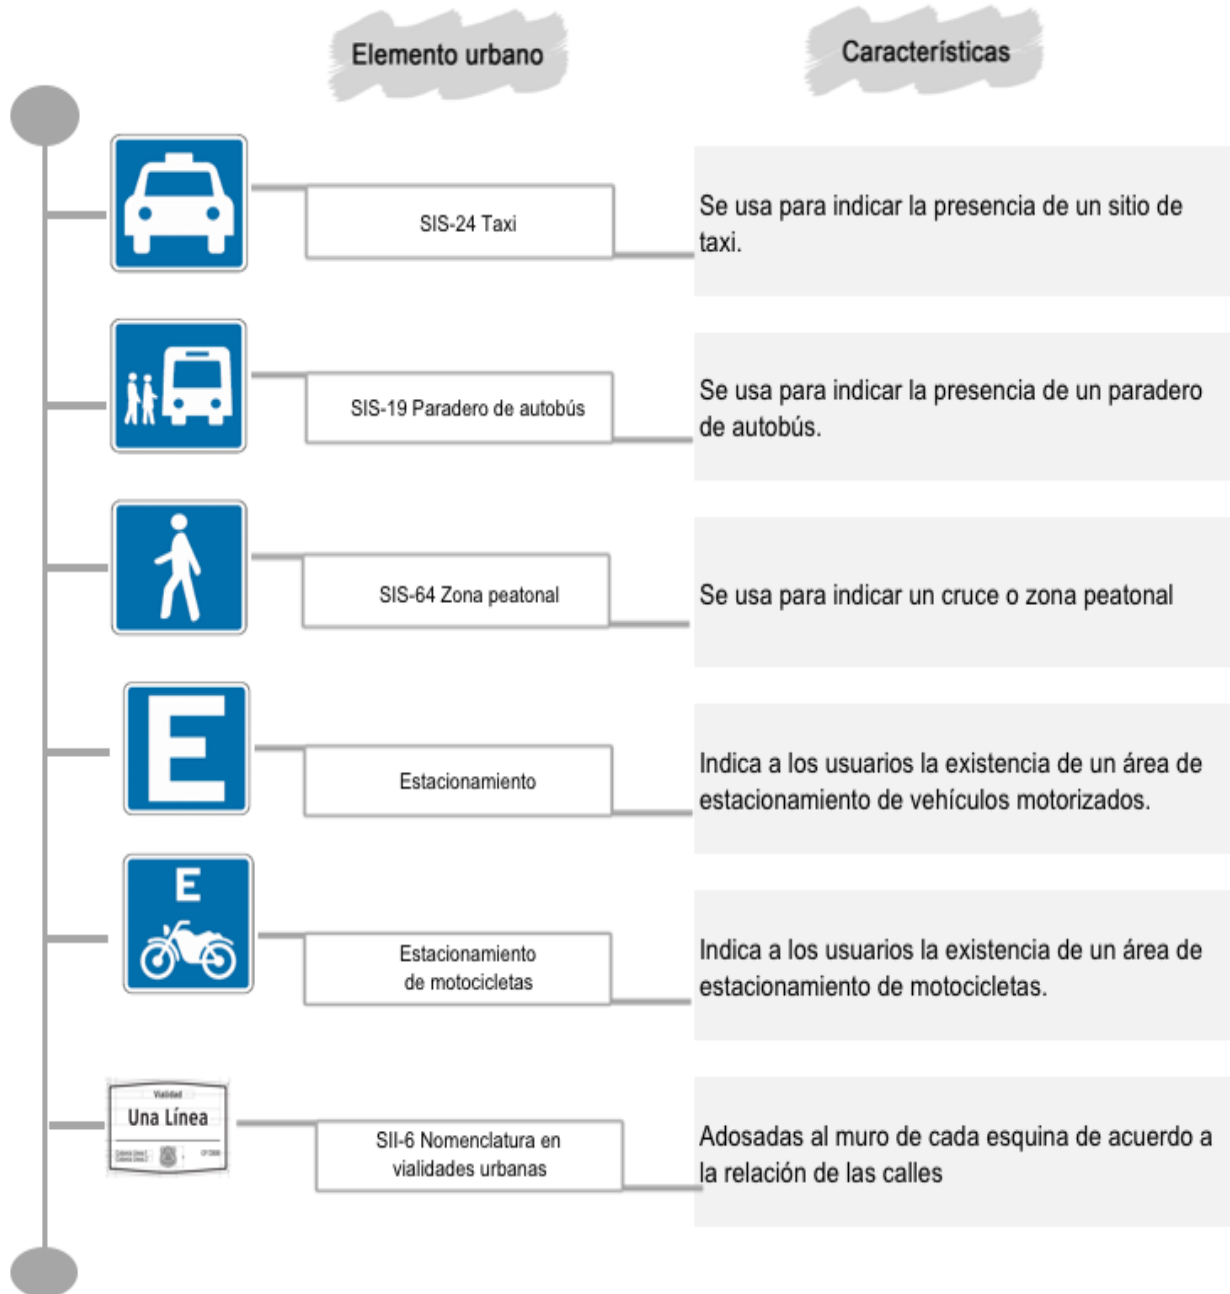 Elemento urbano
Características
SIS-24 Taxi
Se usa para indicar la presencia de un sitio de
taxi.
SIS-19 Paradero de autobús
Se usa para indicar la presencia de un paradero
de autobús.
SIS-64 Zona peatonal
Se usa para indicar un cruce o zona peatonal
E
Estacionamiento
Indica a los usuarios la existencia de un área de
estacionamiento de vehículos motorizados.
E
Estacionamiento
de motocicletas
Indica a los usuarios la existencia de un área de
estacionamiento de motocicletas.
Vialidad
Una Línea
SII-6 Nomenclatura en
vialidades urbanas
Adosadas al muro de cada esquina de acuerdo a
la relación de las calles